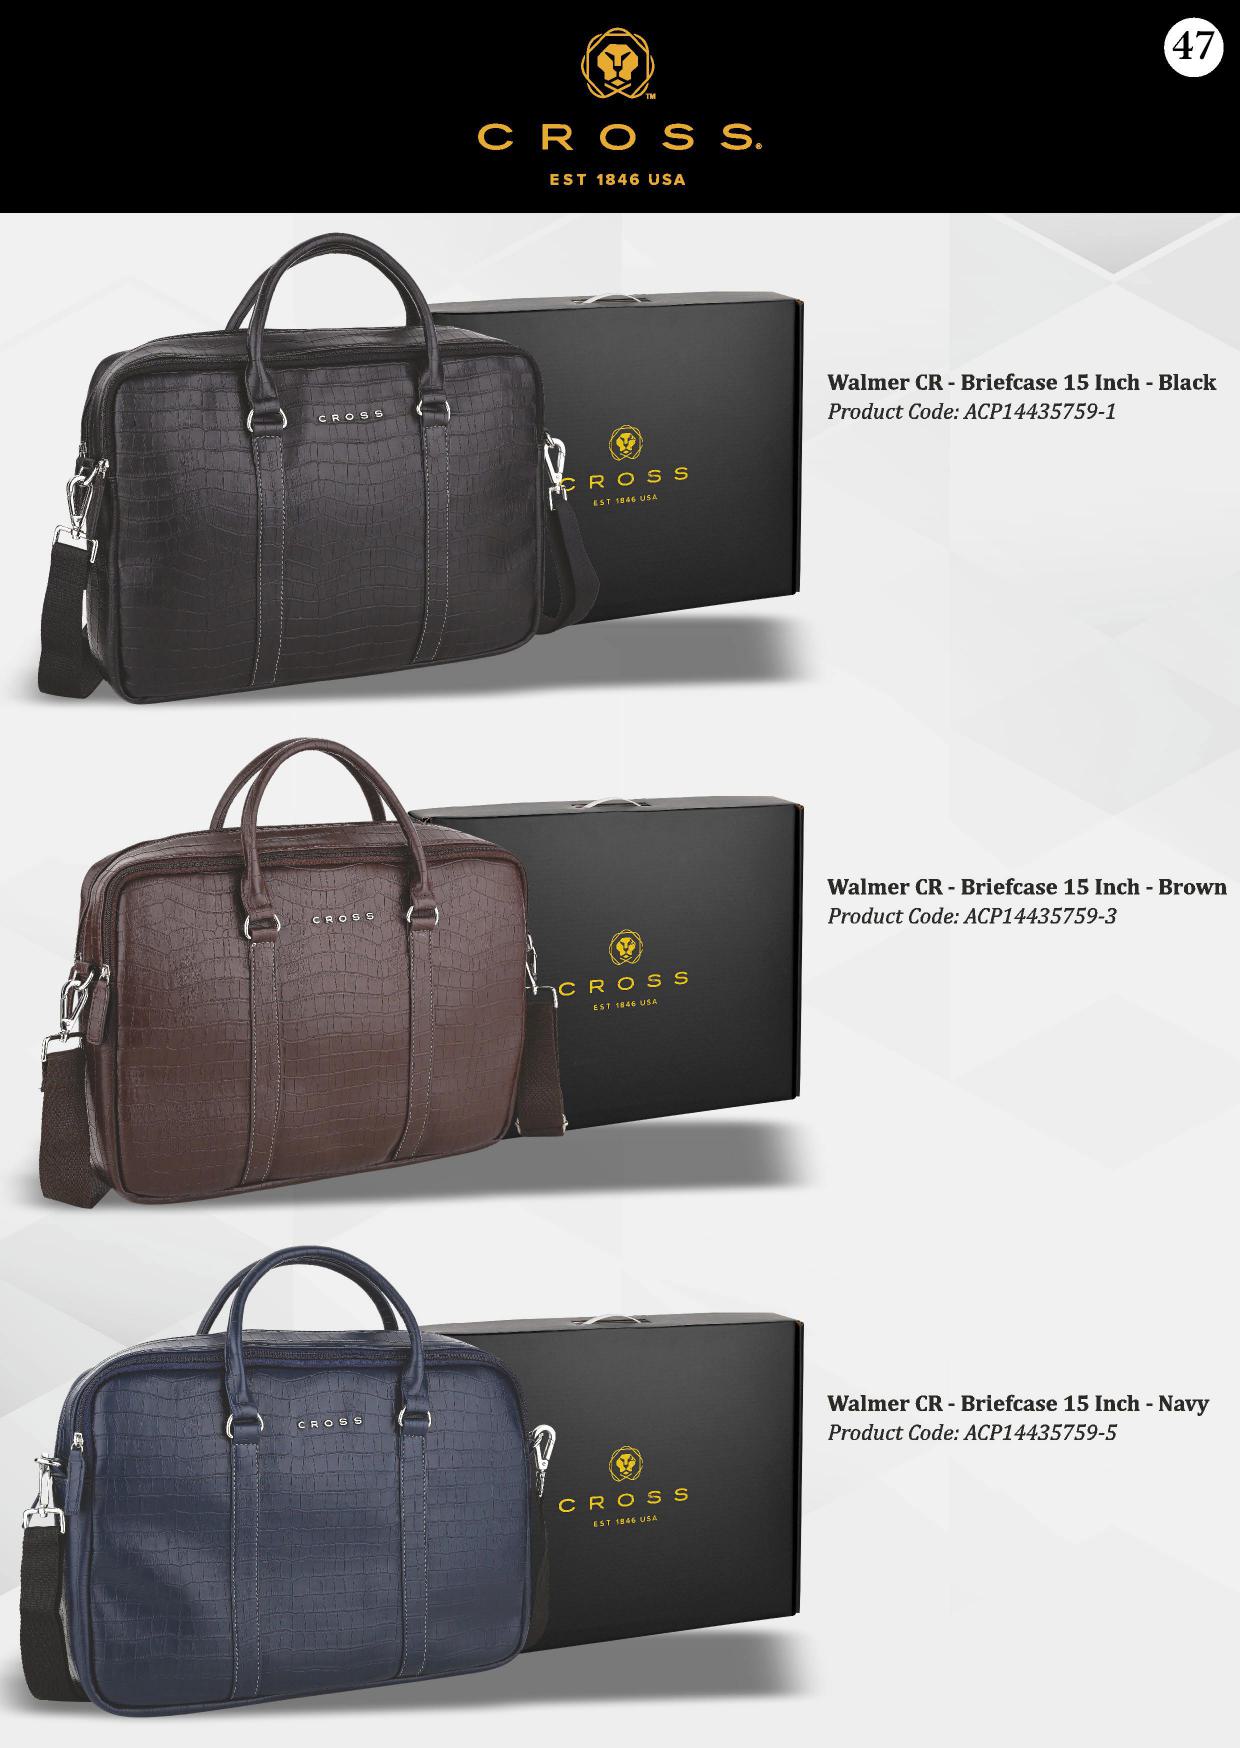 47
TM
CROSS®
EST 1846 USA
CROSS
CROSS
EST 1846 USA
Walmer CR - Briefcase 15 Inch - Black
Product Code: ACP14435759-1
CROSS
CROSS
EST 1846 USA
Walmer CR - Briefcase 15 Inch - Brown
Product Code: ACP14435759-3
CROSS
CROSS
EST 1846 USA
Walmer CR - Briefcase 15 Inch - Navy
Product Code: ACP14435759-5